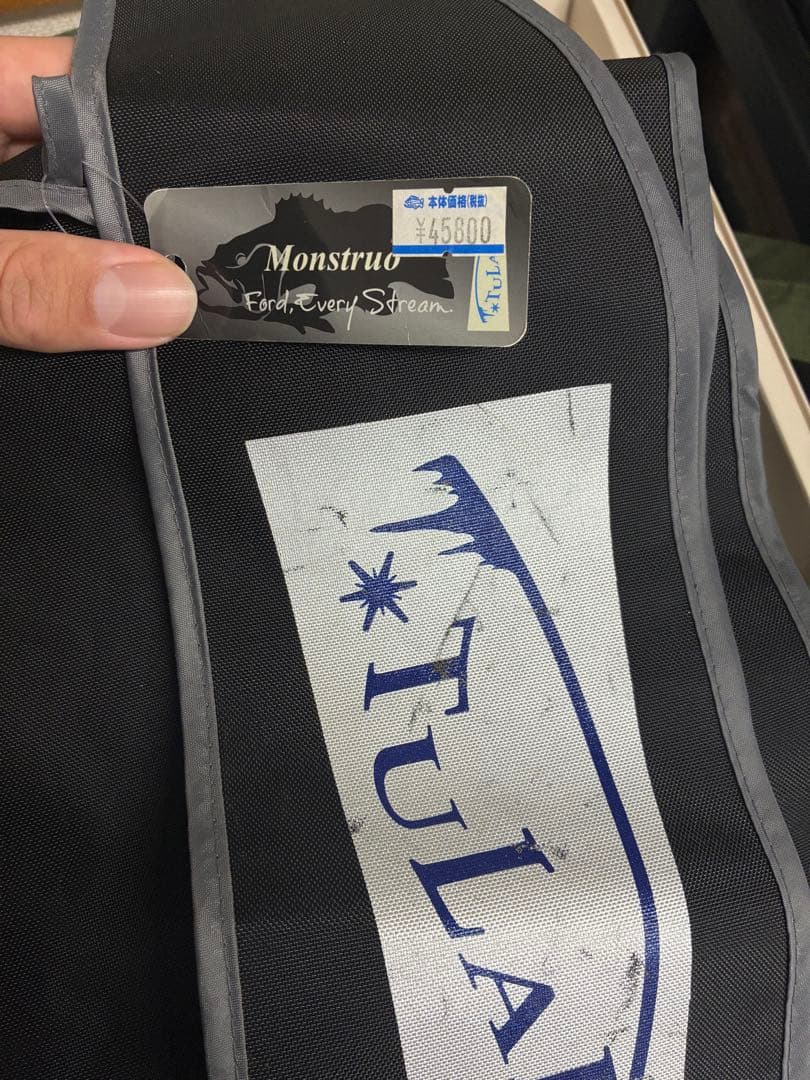 本体価格(税抜)
¥45800
Monstruo
Ford, Every Stream.
TULA
TULA